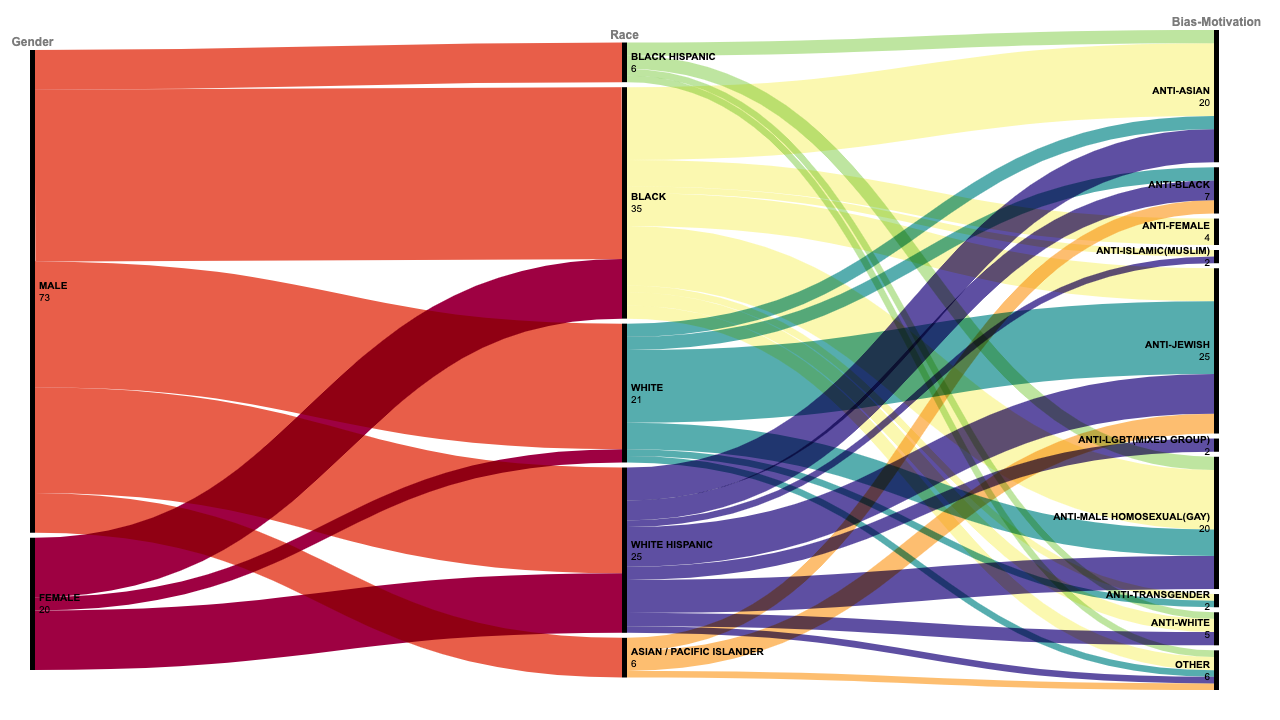 Gender
Race
Bias-Motivation
MALE
73
FEMALE
20
BLACK HISPANIC
6
BLACK
35
WHITE
21
WHITE HISPANIC
25
ASIAN / PACIFIC ISLANDER
6
ANTI-ASIAN
20
ANTI-BLACK
7
ANTI-FEMALE
4
ANTI-ISLAMIC(MUSLIM)
2
ANTI-JEWISH
25
ANTI-LGBT(MIXED GROUP)
2
ANTI-MALE HOMOSEXUAL(GAY)
20
ANTI-TRANSGENDER
2
ANTI-WHITE
5
OTHER
6